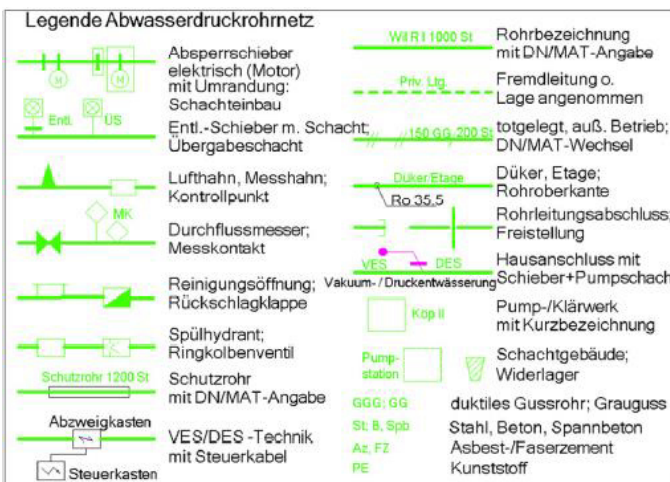 Legende Abwasserdruckrohrnetz
M
M
Absperrschieber
elektrisch (Motor)
mit Umrandung:
Schachteinbau
Entl.
ÜS
Entl.-Schieber m. Schacht;
Übergabeschacht
Lufthahn, Messhahn;
Kontrollpunkt
MK
Durchflussmesser;
Messkontakt
Reinigungsöffnung;
Rückschlagklappe
Spülhydrant;
Ringkolbenventil
Schutzrohr 1200 St
Schutzrohr
mit DN/MAT-Angabe
Abzweigkasten
VES/DES -Technik
mit Steuerkabel
Steuerkasten
Wil R I 1000 St
Rohrbezeichnung
mit DN/MAT-Angabe
Priv. Ltg.
Fremdleitung o.
Lage angenommen
150 GG 200 St
totgelegt, auß. Betrieb;
DN/MAT-Wechsel
Düker/Etage
Ro 35,5
Düker, Etage;
Rohroberkante
Rohrleitungsabschluss,
Freistellung
VES
DES
Vakuum- / Druckentwässerung
Hausanschluss mit
Schieber+Pumpschach
Köp II
Pump-/Klärwerk
mit Kurzbezeichnung
Pump-
station
Schachtgebäude;
Widerlager
GGG; GG duktiles Gussrohr; Grauguss
St; B, Spb Stahl, Beton, Spannbeton
Az, FZ Asbest-/Faserzement
PE Kunststoff